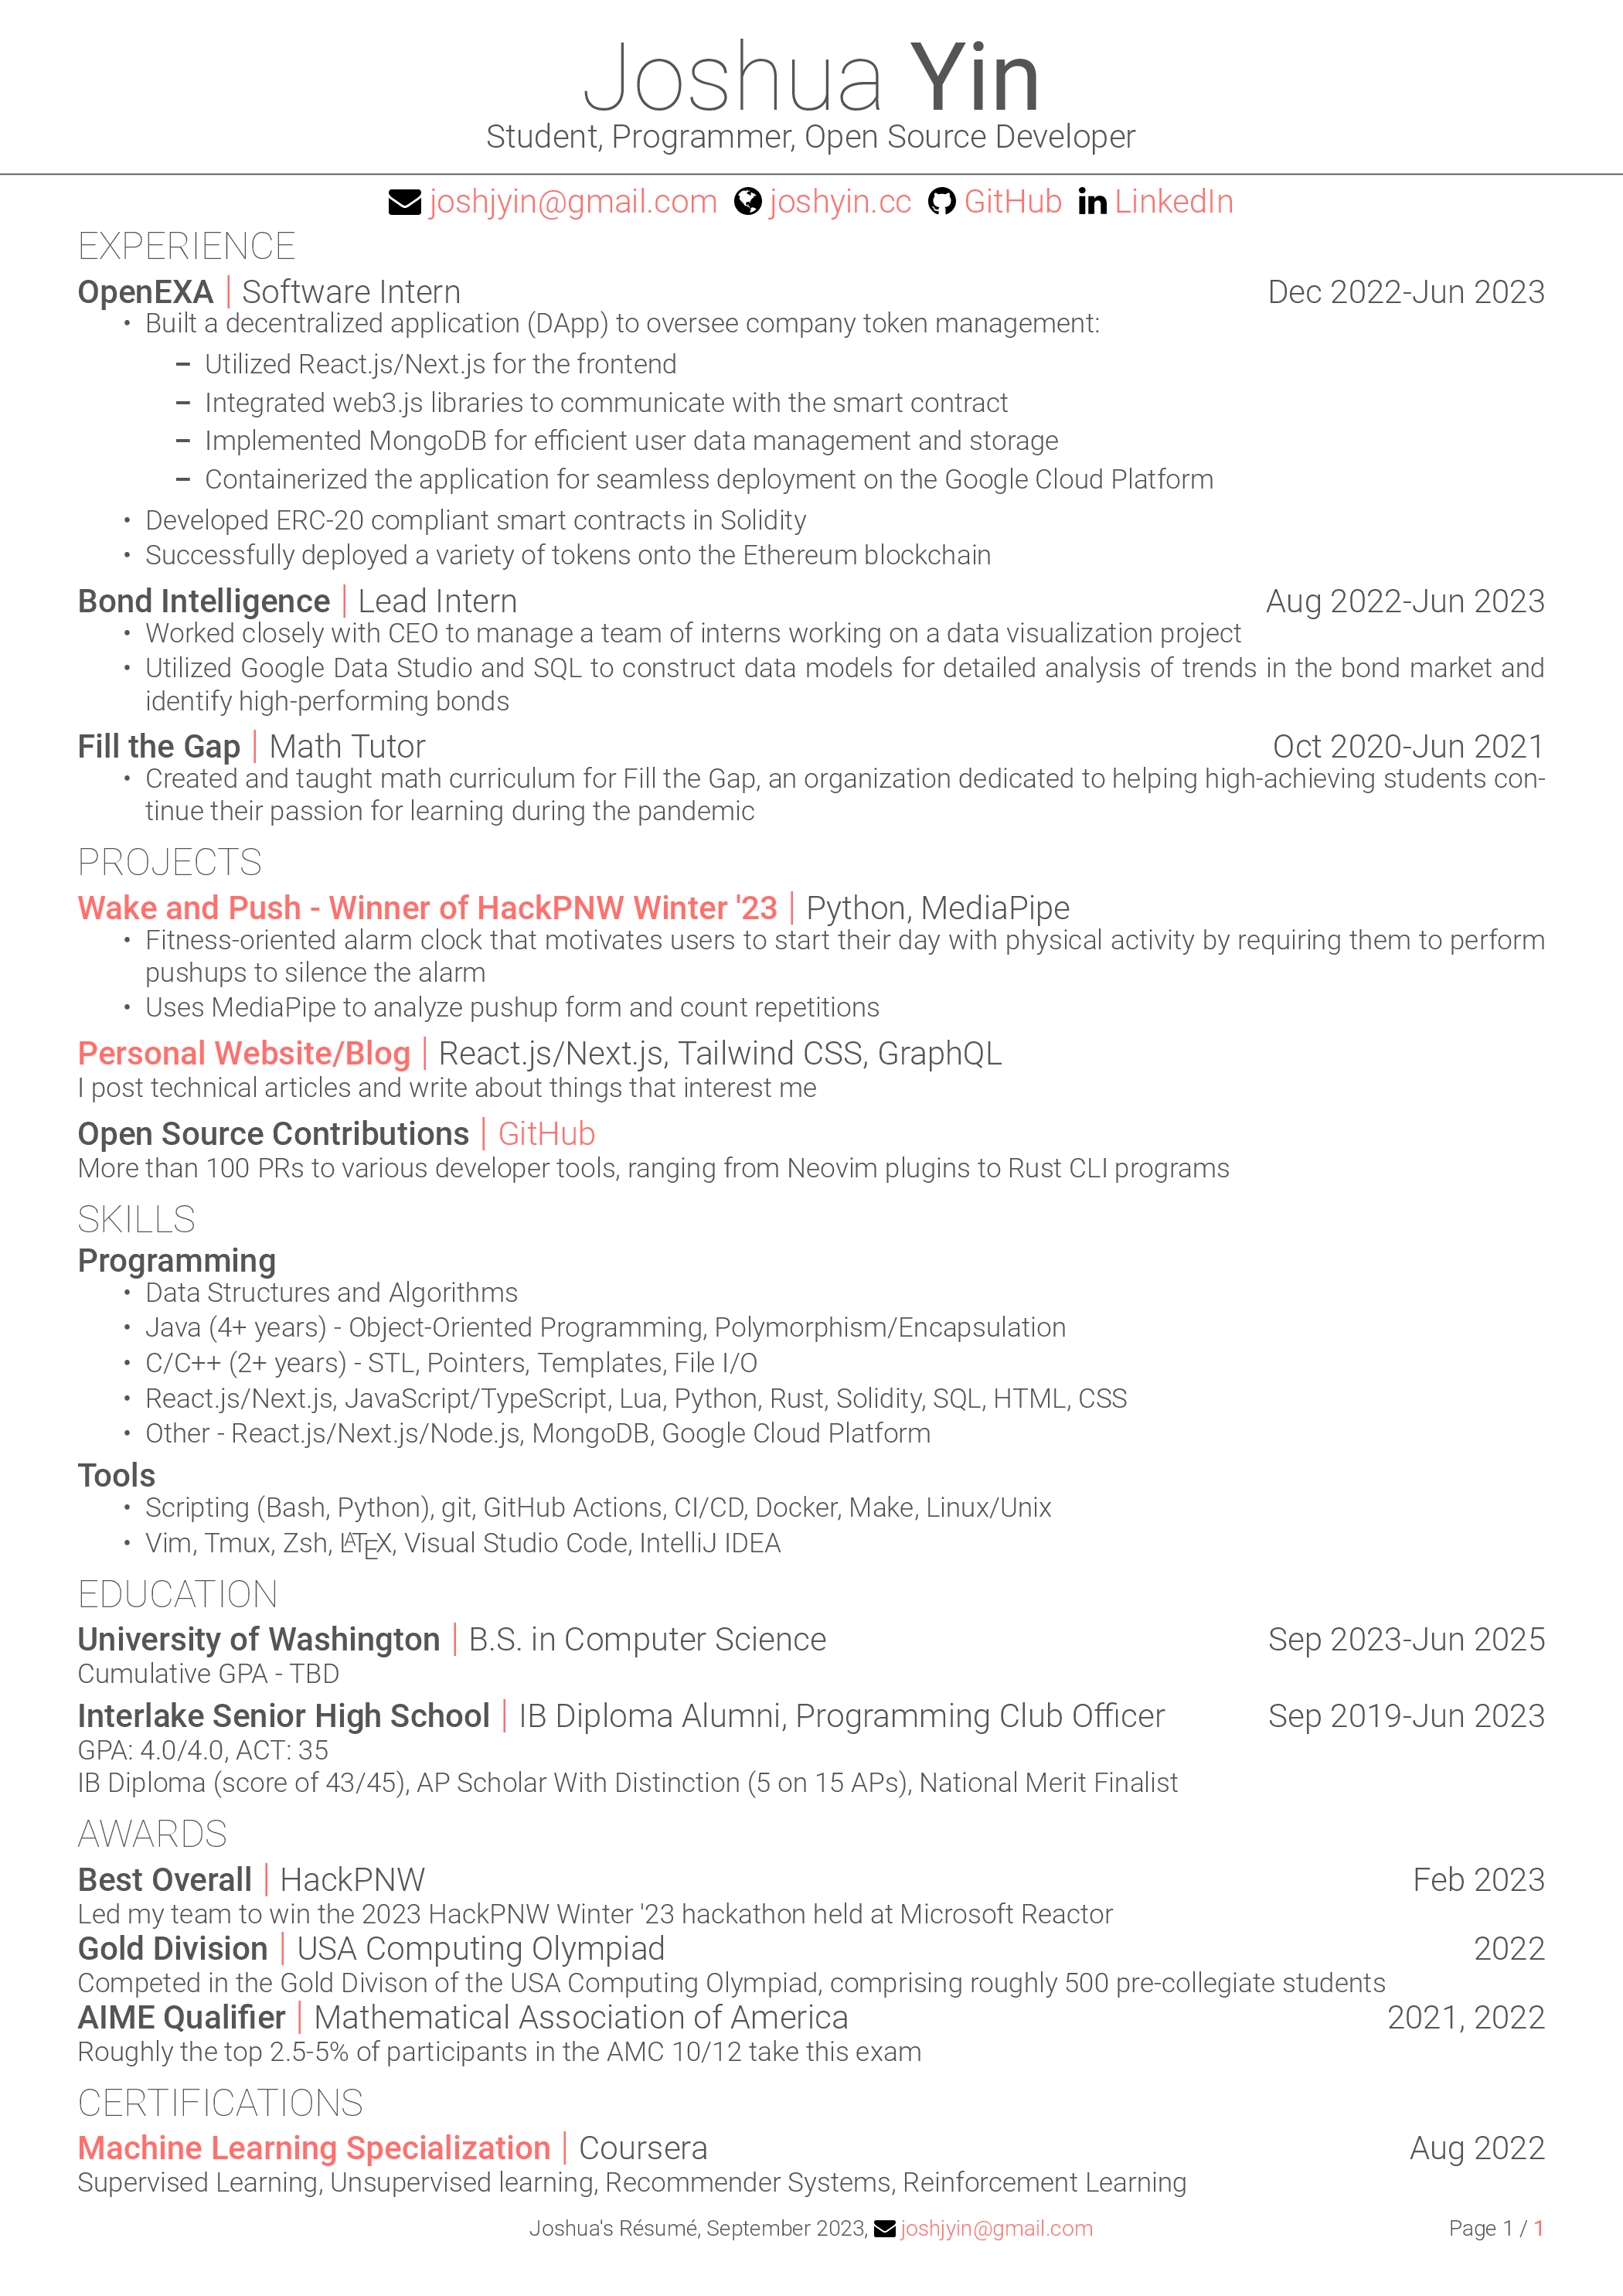 Joshua Yin
Student, Programmer, Open Source Developer
joshjyin@gmail.com joshyin.cc GitHub LinkedIn
EXPERIENCE
OpenEXA | Software Intern Dec 2022-Jun 2023
• Built a decentralized application (DApp) to oversee company token management:
– Utilized React.js/Next.js for the frontend
– Integrated web3.js libraries to communicate with the smart contract
– Implemented MongoDB for efficient user data management and storage
– Containerized the application for seamless deployment on the Google Cloud Platform
• Developed ERC-20 compliant smart contracts in Solidity
• Successfully deployed a variety of tokens onto the Ethereum blockchain
Bond Intelligence | Lead Intern Aug 2022-Jun 2023
• Worked closely with CEO to manage a team of interns working on a data visualization project
• Utilized Google Data Studio and SQL to construct data models for detailed analysis of trends in the bond market and
identify high-performing bonds
Fill the Gap | Math Tutor Oct 2020-Jun 2021
• Created and taught math curriculum for Fill the Gap, an organization dedicated to helping high-achieving students con-
tinue their passion for learning during the pandemic
PROJECTS
Wake and Push - Winner of HackPNW Winter '23 | Python, MediaPipe
• Fitness-oriented alarm clock that motivates users to start their day with physical activity by requiring them to perform
pushups to silence the alarm
• Uses MediaPipe to analyze pushup form and count repetitions
Personal Website/Blog | React.js/Next.js, Tailwind CSS, GraphQL
I post technical articles and write about things that interest me
Open Source Contributions | GitHub
More than 100 PRs to various developer tools, ranging from Neovim plugins to Rust CLI programs
SKILLS
Programming
• Data Structures and Algorithms
• Java (4+ years) - Object-Oriented Programming, Polymorphism/Encapsulation
• C/C++ (2+ years) - STL, Pointers, Templates, File I/O
• React.js/Next.js, JavaScript/TypeScript, Lua, Python, Rust, Solidity, SQL, HTML, CSS
• Other - React.js/Next.js/Node.js, MongoDB, Google Cloud Platform
Tools
• Scripting (Bash, Python), git, GitHub Actions, CI/CD, Docker, Make, Linux/Unix
• Vim, Tmux, Zsh, LATEX, Visual Studio Code, IntelliJ IDEA
EDUCATION
University of Washington | B.S. in Computer Science Sep 2023-Jun 2025
Cumulative GPA - TBD
Interlake Senior High School | IB Diploma Alumni, Programming Club Officer Sep 2019-Jun 2023
GPA: 4.0/4.0, ACT: 35
IB Diploma (score of 43/45), AP Scholar With Distinction (5 on 15 APs), National Merit Finalist
AWARDS
Best Overall | HackPNW Feb 2023
Led my team to win the 2023 HackPNW Winter '23 hackathon held at Microsoft Reactor
Gold Division | USA Computing Olympiad 2022
Competed in the Gold Divison of the USA Computing Olympiad, comprising roughly 500 pre-collegiate students
AIME Qualifier | Mathematical Association of America 2021, 2022
Roughly the top 2.5-5% of participants in the AMC 10/12 take this exam
CERTIFICATIONS
Machine Learning Specialization | Coursera Aug 2022
Supervised Learning, Unsupervised learning, Recommender Systems, Reinforcement Learning
Joshua's Résumé, September 2023, joshjyin@gmail.com Page 1 / 1